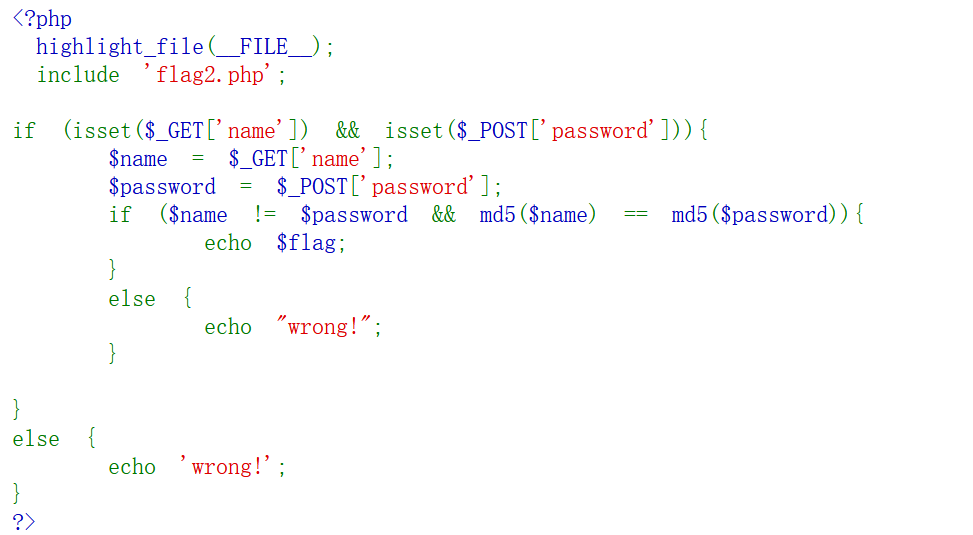 <?php
  highlight_file(__FILE__);
  include 'flag2.php';
if (isset($_GET['name']) && isset($_POST['password'])){
        $name = $_GET['name'];
        $password = $_POST['password'];
        if ($name != $password && md5($name) == md5($password)){
                echo $flag;
        }
        else {
                echo "wrong!";
        }
}
else {
        echo 'wrong!';
}
?>